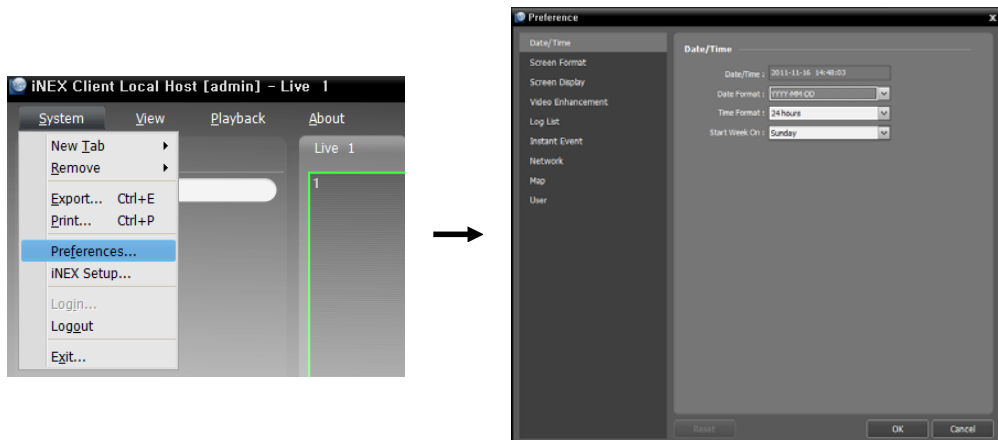 iNEX Client Local Host [admin] – Live 1
System View Playback About
New Tab
Remove
Export... Ctrl+E
Print... Ctrl+P
Preferences...
iNEX Setup...
Login...
Logout
Exit...
Live 1
1
Preference x
Date/Time
Screen Format
Screen Display
Video Enhancement
Log List
Instant Event
Network
Map
User
Date/Time
Date/Time : 2011-11-16 14:48:03
Date Format : YYYY-MM-DD
Time Format : 24 hours
Start Week On : Sunday
Reset OK Cancel